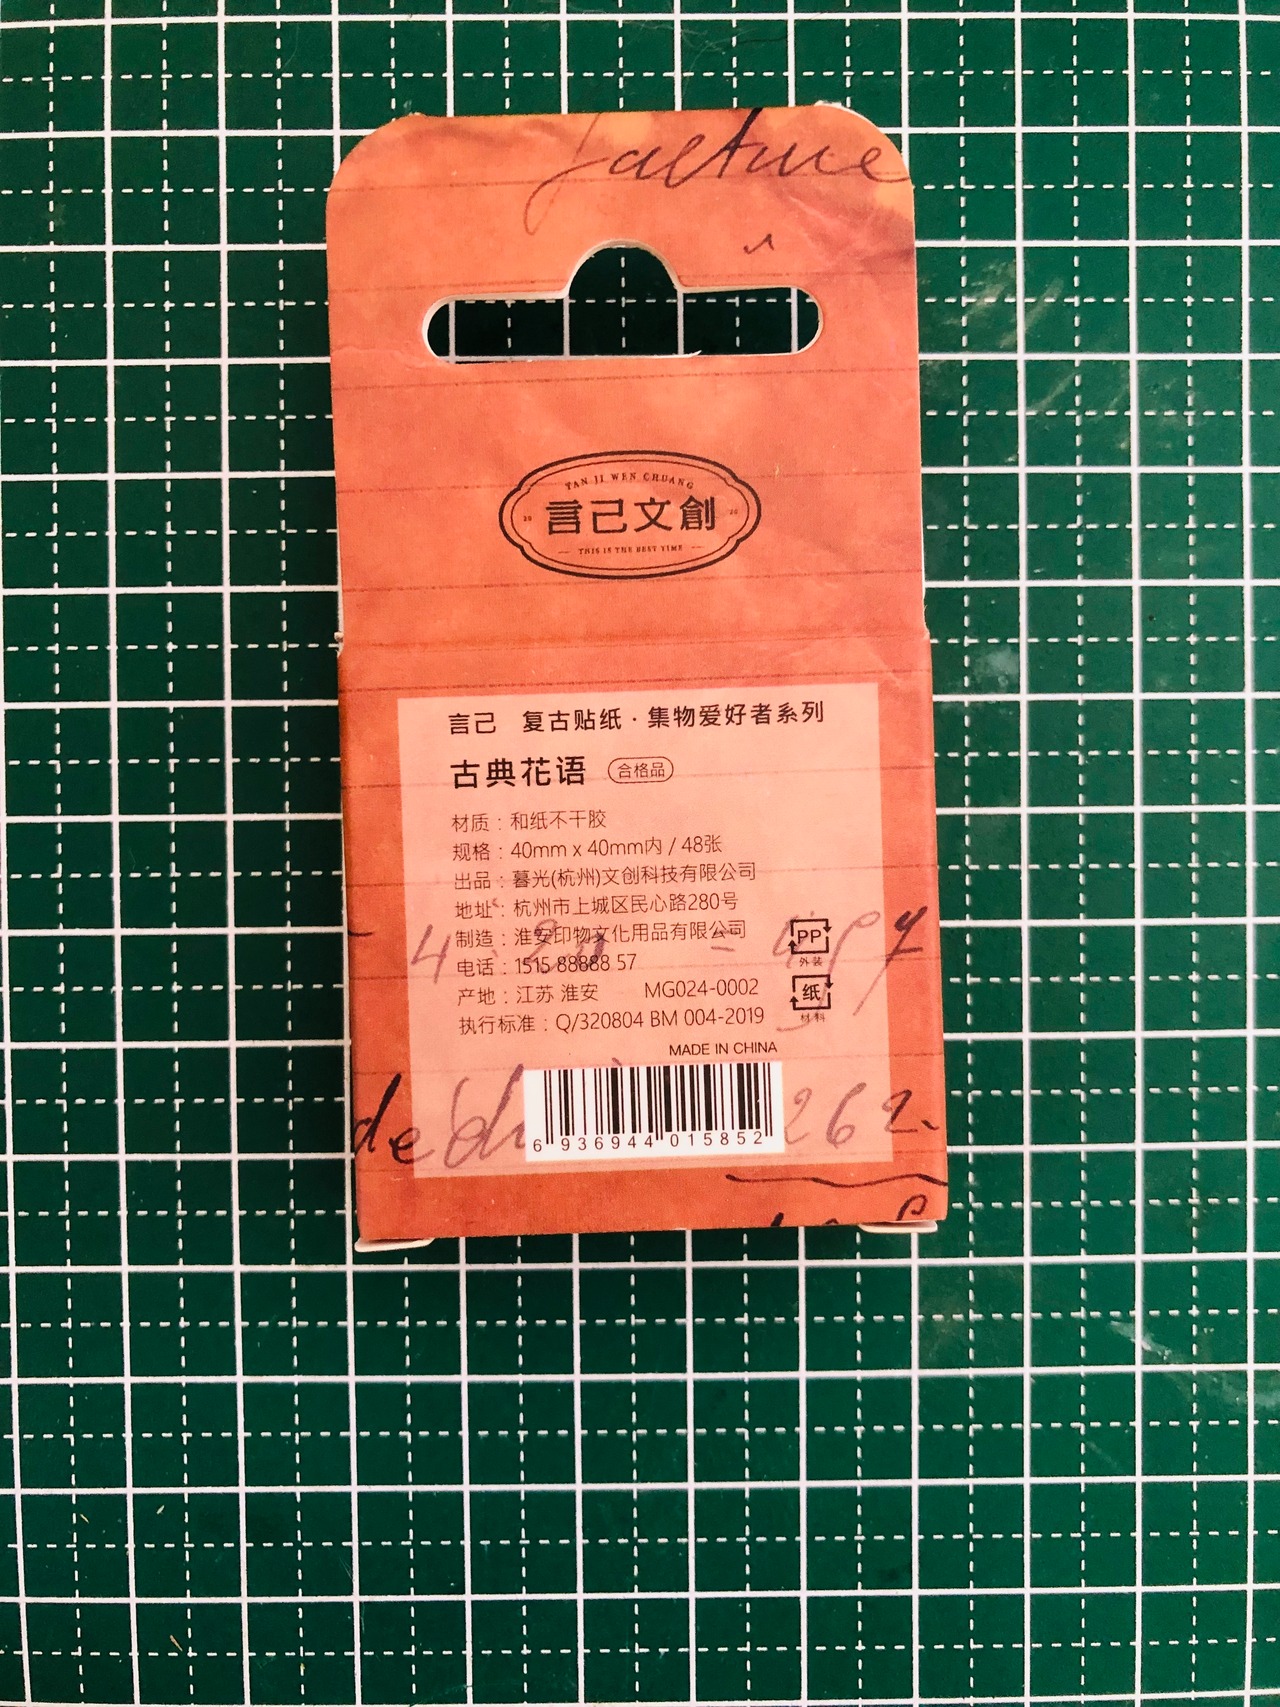 facture
YAN JI WEN CHUANG
20 言己文創 20
THIS IS THE BEST TIME
言己 复古贴纸·集物爱好者系列
古典花语 合格品
材质：和纸不干胶
规格：40mm x 40mm内 / 48张
出品：暮光(杭州)文创科技有限公司
地址：杭州市上城区民心路280号
制造：淮安印物文化用品有限公司
PP
外装
电话：1515 88888 57
产地：江苏 淮安 MG024-0002
纸
材料
执行标准：Q/320804 BM 004-2019
MADE IN CHINA
de
262.
6 936944 015852